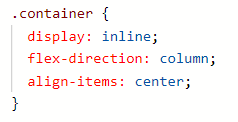 .container {
  display: inline;
  flex-direction: column;
  align-items: center;
}